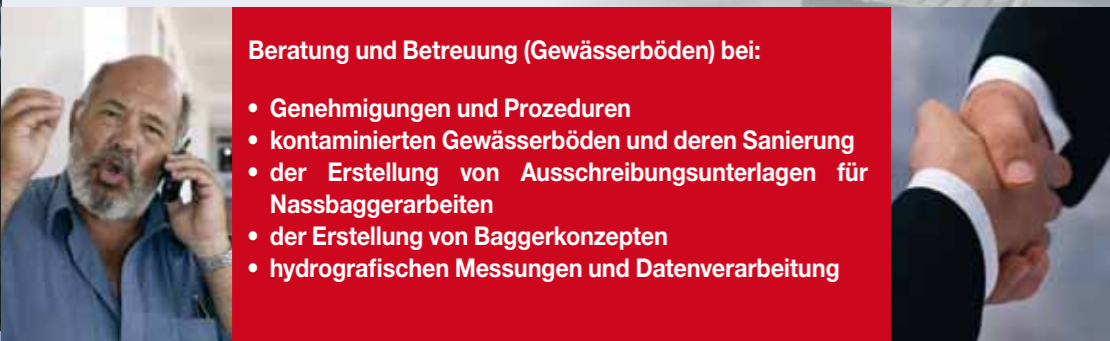 Beratung und Betreuung (Gewässerböden) bei:
• Genehmigungen und Prozeduren
• kontaminierten Gewässerböden und deren Sanierung
• der Erstellung von Ausschreibungsunterlagen für
Nassbaggerarbeiten
• der Erstellung von Baggerkonzepten
• hydrografischen Messungen und Datenverarbeitung